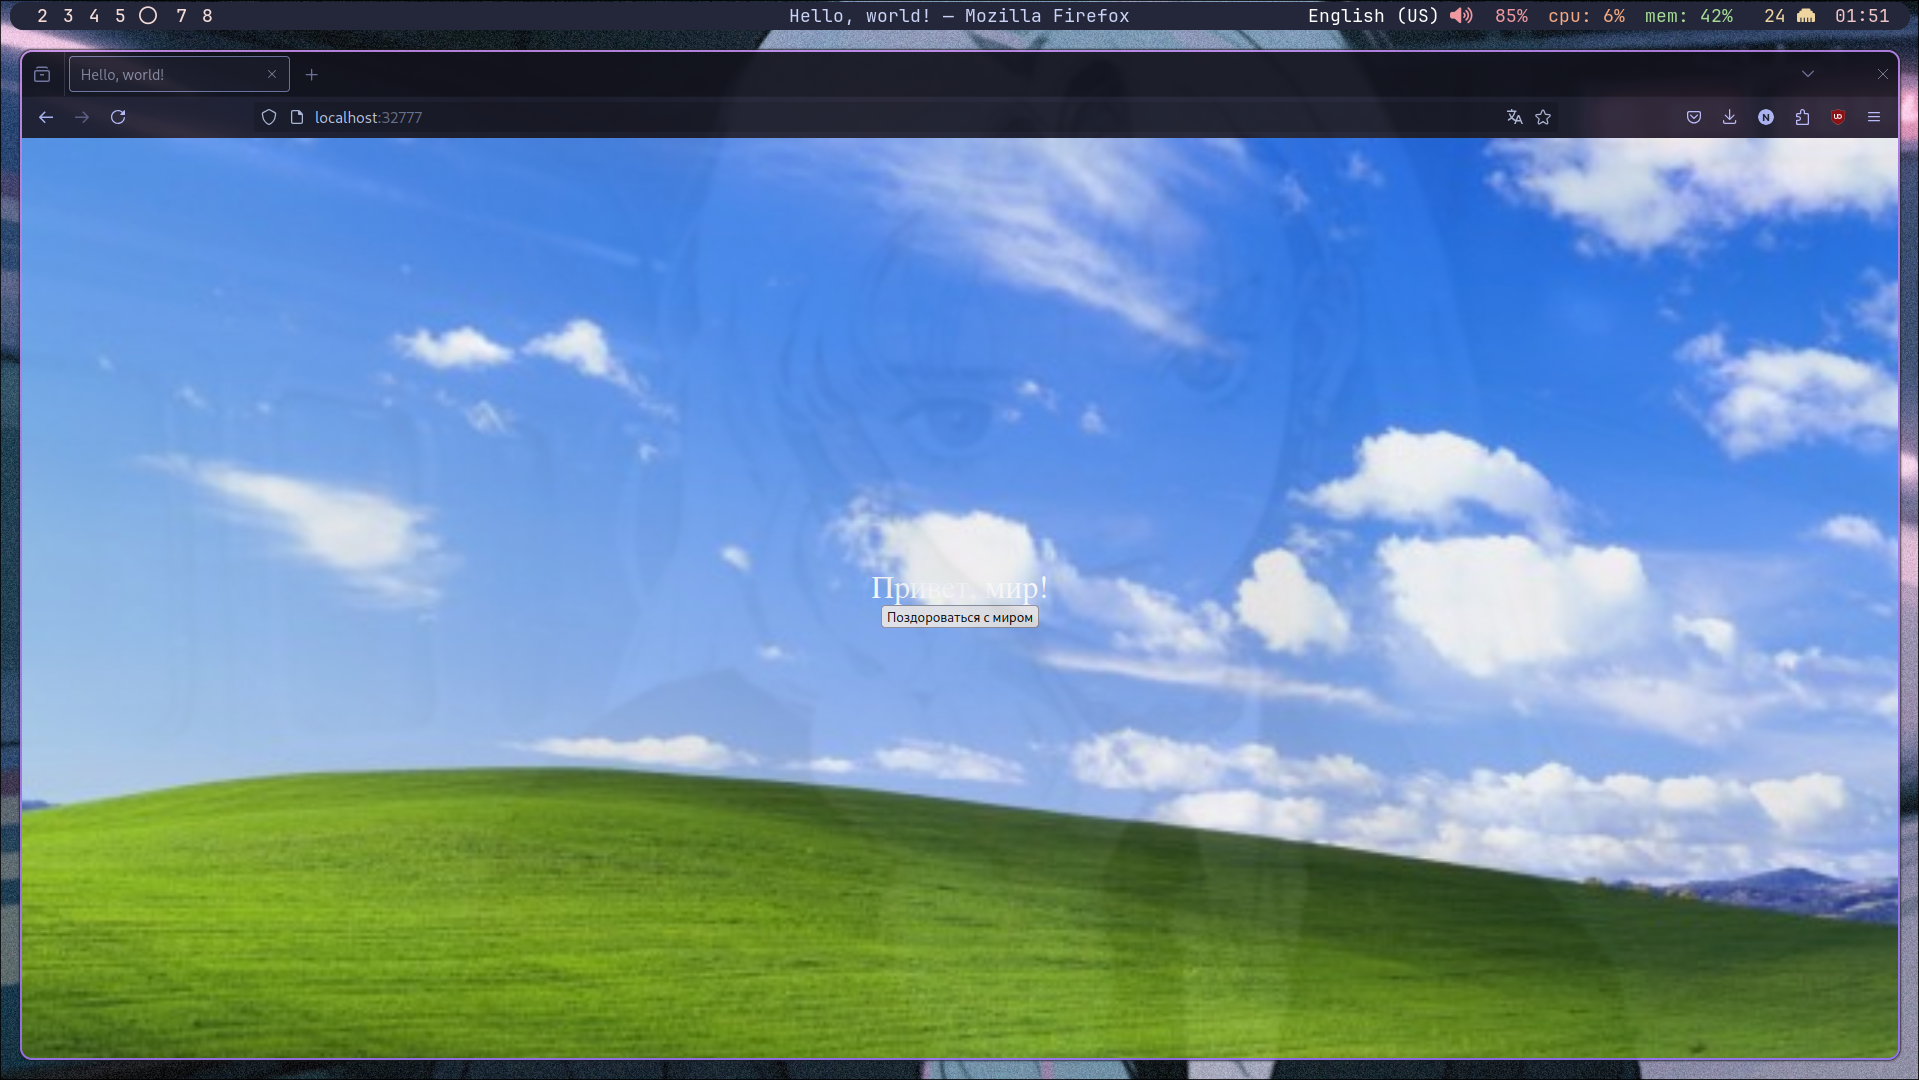 2 3 4 5 7 8
Hello, world! — Mozilla Firefox
English (US) 85% cpu: 6% mem: 42% 24 01:51
Hello, world!
localhost:32777
N
UO
Привет, мир!
Поздороваться с миром